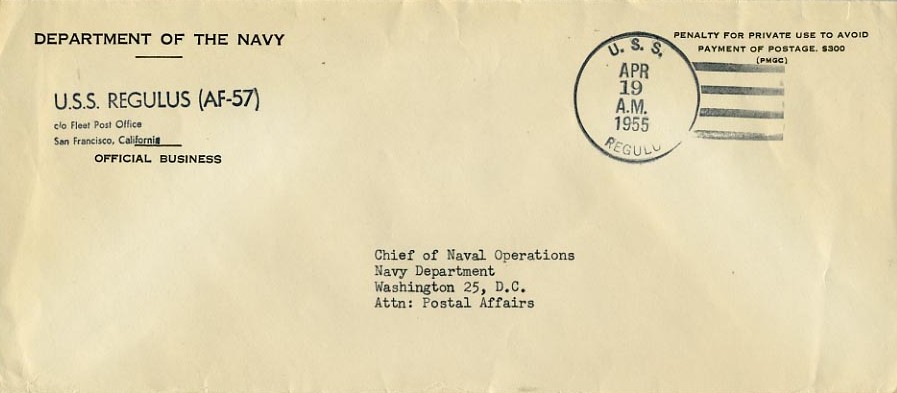 DEPARTMENT OF THE NAVY
U.S.S. REGULUS (AF-57)
c/o Fleet Post Office
San Francisco, California
OFFICIAL BUSINESS
U. S. S.
APR
19
A.M.
1955
REGULU
PENALTY FOR PRIVATE USE TO AVOID
PAYMENT OF POSTAGE. $300
(PMGC)
Chief of Naval Operations
Navy Department
Washington 25, D.C.
Attn: Postal Affairs